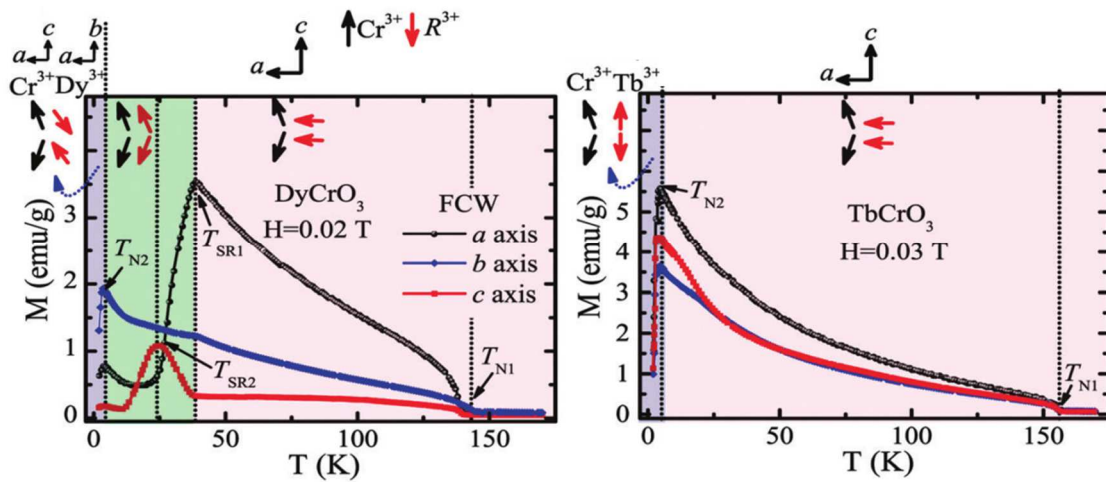 c b Cr³⁺ R³⁺ c
a a a a
Cr³⁺Dy³⁺ Cr³⁺Tb³⁺
DyCrO₃ FCW
H=0.02 T
a axis
b axis
c axis
T_SR1
T_N2
T_SR2
T_N1
M (emu/g)
3
2
1
0
0 50 100 150
T (K)
T_N2
TbCrO₃
H=0.03 T
T_N1
M (emu/g)
5
4
3
2
1
0
0 50 100 150
T (K)